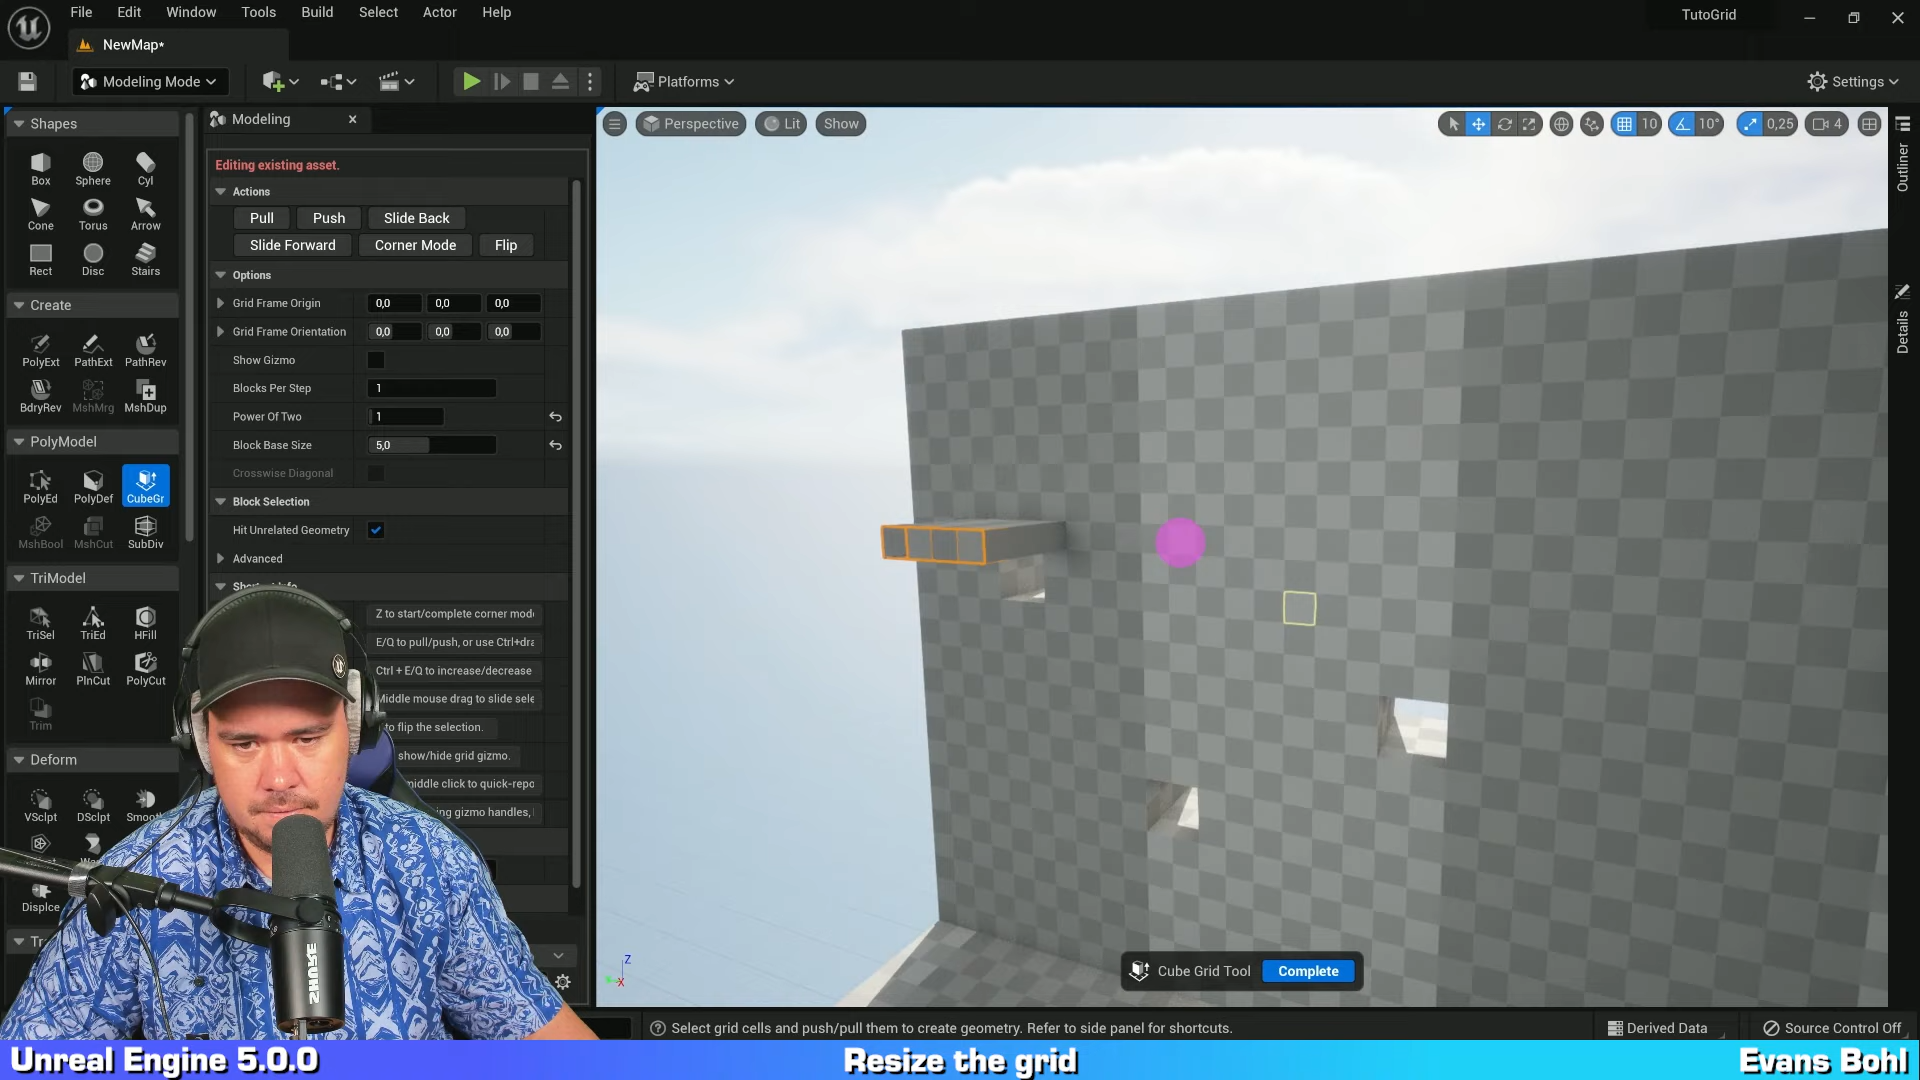 File Edit Window Tools Build Select Actor Help
TutoGrid
NewMap*
Modeling Mode
Platforms
Settings
Shapes
Box Sphere Cyl
Cone Torus Arrow
Rect Disc Stairs
Create
PolyExt PathExt PathRev
BdryRev MshMrg MshDup
PolyModel
PolyEd PolyDef CubeGr
MshBool MshCut SubDiv
TriModel
TriSel TriEd HFill
Mirror PlnCut PolyCut
Trim
Deform
VSclpt DSclpt Smoot
Displce
Modeling
Editing existing asset.
Actions
Pull Push Slide Back
Slide Forward Corner Mode Flip
Options
Grid Frame Origin 0,0 0,0 0,0
Grid Frame Orientation 0,0 0,0 0,0
Show Gizmo
Blocks Per Step 1
Power Of Two 1
Block Base Size 5,0
Crosswise Diagonal
Block Selection
Hit Unrelated Geometry
Advanced
Z to start/complete corner mode
E/Q to pull/push, or use Ctrl+dra
Ctrl + E/Q to increase/decrease
Middle mouse drag to slide sele
to flip the selection.
show/hide grid gizmo.
middle click to quick-repo
ng gizmo handles,
Perspective Lit Show
10 10° 0,25 4
Outliner
Details
Z
X
Cube Grid Tool Complete
Select grid cells and push/pull them to create geometry. Refer to side panel for shortcuts.
Derived Data Source Control Off
SHURE
Unreal Engine 5.0.0 Resize the grid Evans Bohl